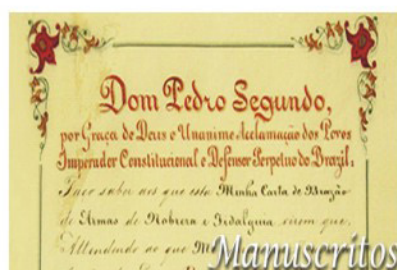 Dom Pedro Segundo,
por Graça de Deus e Unanime Acclamação dos Povos
Imperador Constitucional e Defensor Perpetuo do Brazil:
Faço saber aos que esta Minha Carta de Brazão
de Armas de Nobreza e Fidalguia virem que,
Attendendo ao que
Manuscritos